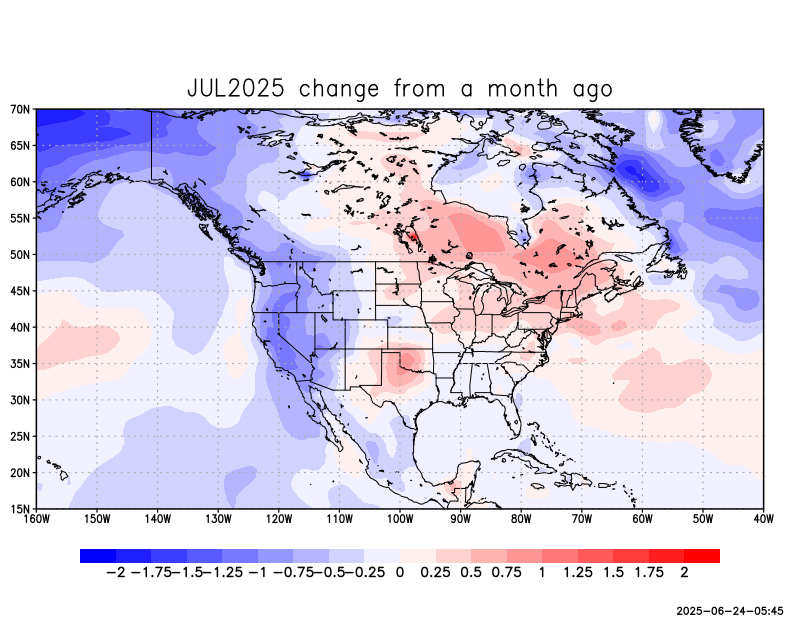 JUL2025 change from a month ago
70N
65N
60N
55N
50N
45N
40N
35N
30N
25N
20N
15N
160W 150W 140W 130W 120W 110W 100W 90W 80W 70W 60W 50W 40W
−2 −1.75 −1.5 −1.25 −1 −0.75 −0.5 −0.25 0 0.25 0.5 0.75 1 1.25 1.5 1.75 2
2025-06-24-05:45